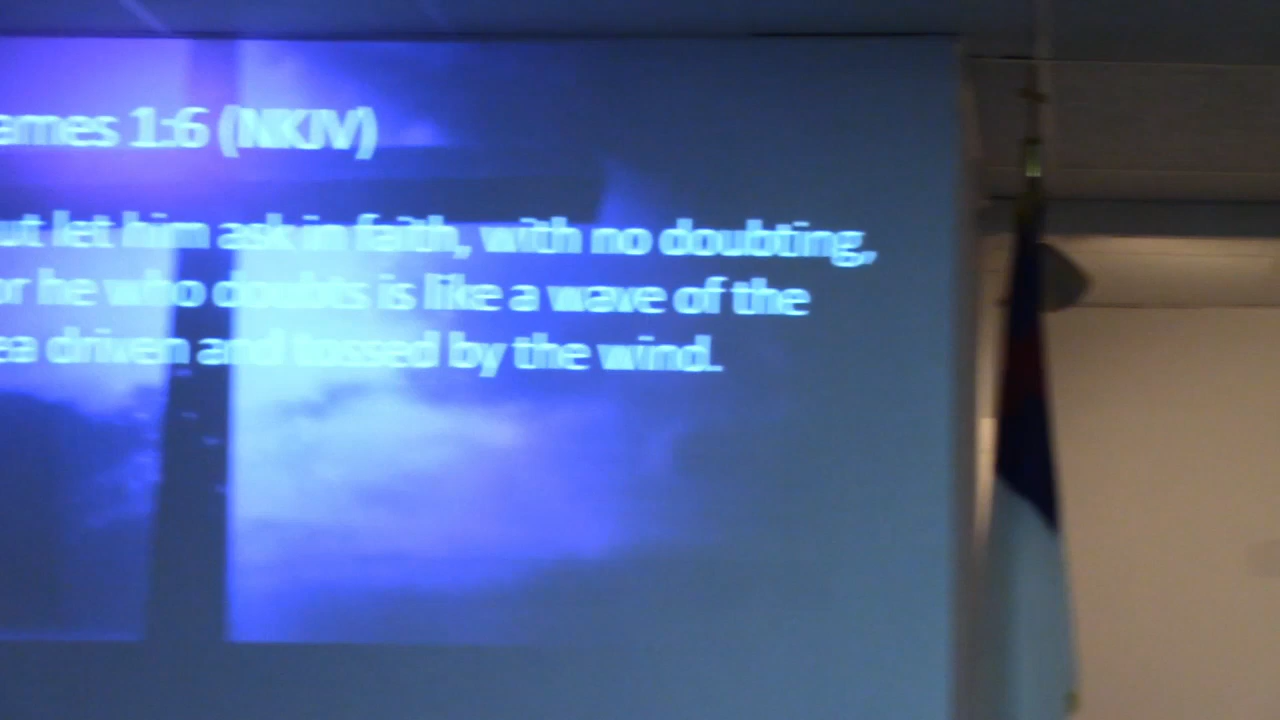 ames 1:6 (NKJV)
ut let him ask in faith, with no doubting,
or he who doubts is like a wave of the
ea driven and tossed by the wind.